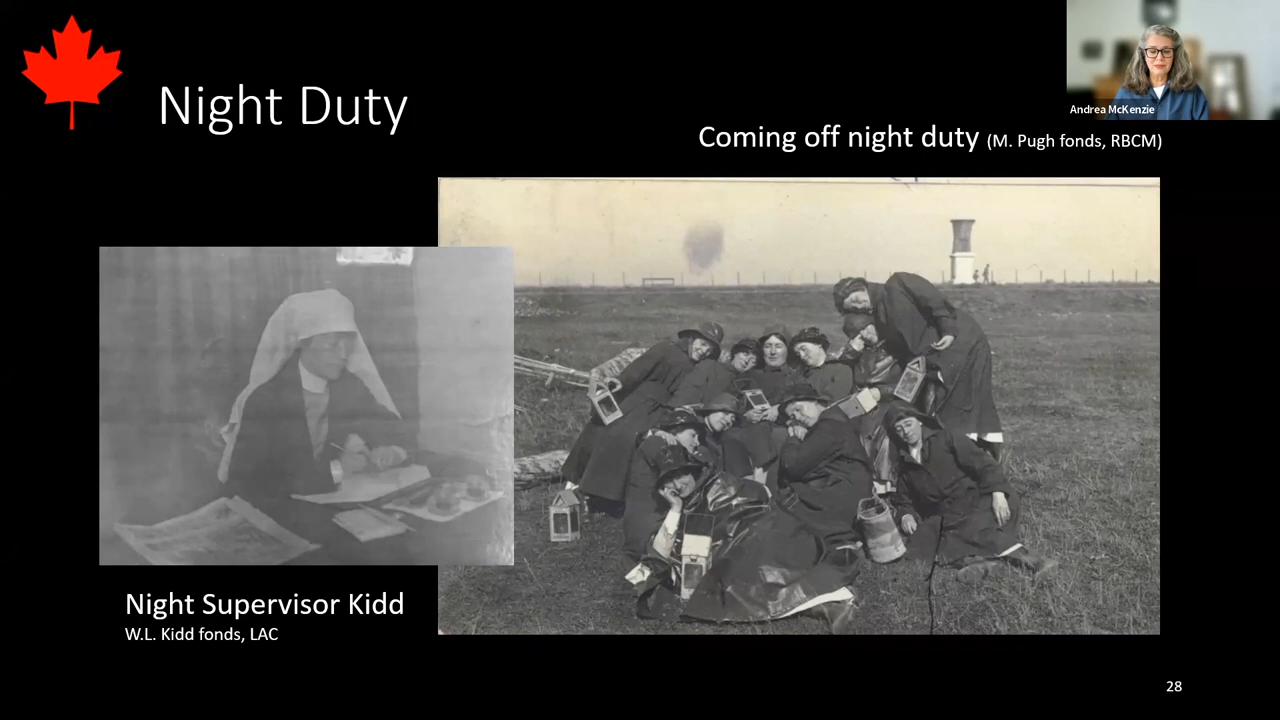 Night Duty
Andrea McKenzie
Coming off night duty (M. Pugh fonds, RBCM)
Night Supervisor Kidd
W.L. Kidd fonds, LAC
28